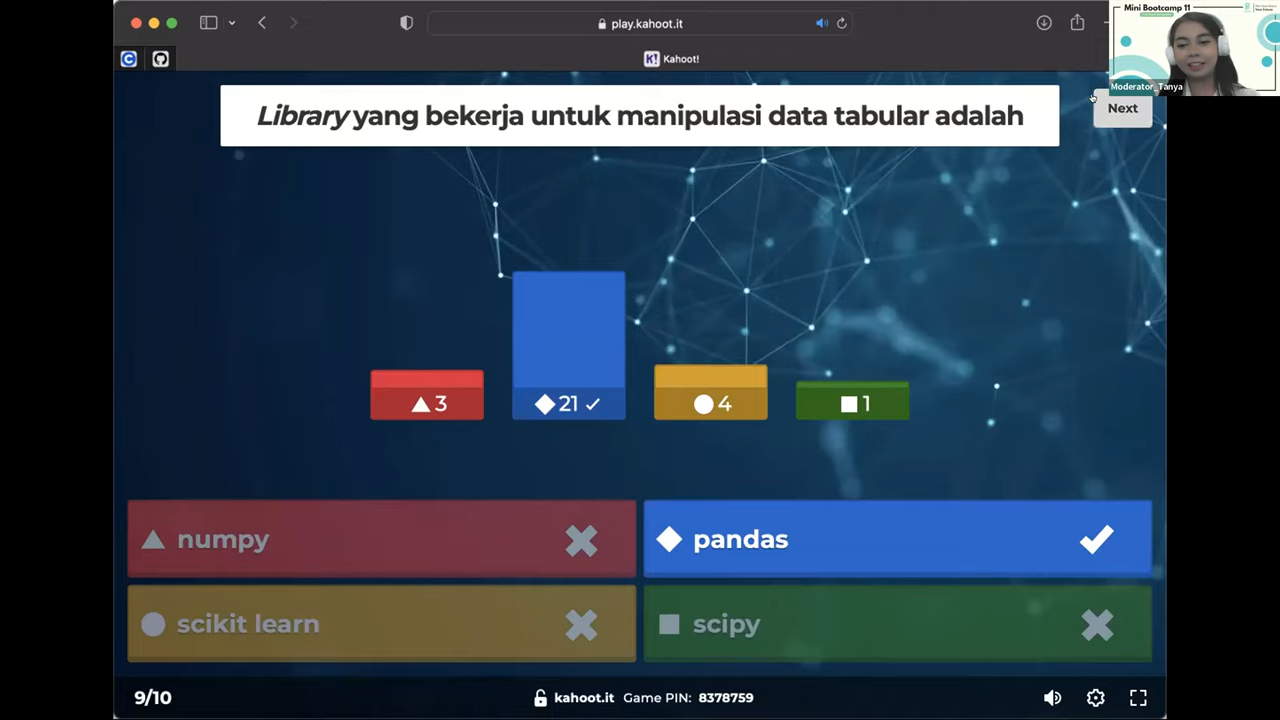 play.kahoot.it
Kahoot!
Mini Bootcamp 11
Moderator_Tanya
Library yang bekerja untuk manipulasi data tabular adalah
Next
3
21
4
1
numpy
pandas
scikit learn
scipy
9/10
kahoot.it Game PIN: 8378759